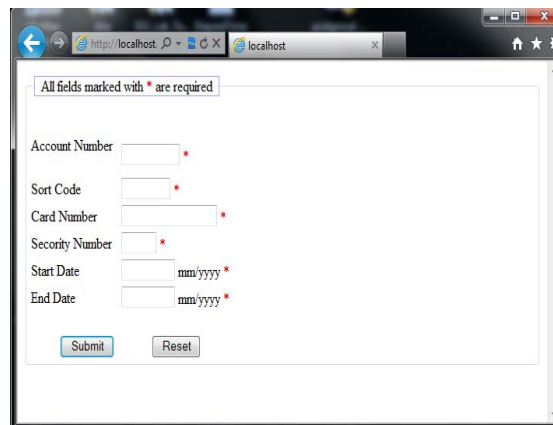 http://localhost
localhost
All fields marked with * are required
Account Number *
Sort Code *
Card Number *
Security Number *
Start Date mm/yyyy *
End Date mm/yyyy *
Submit Reset